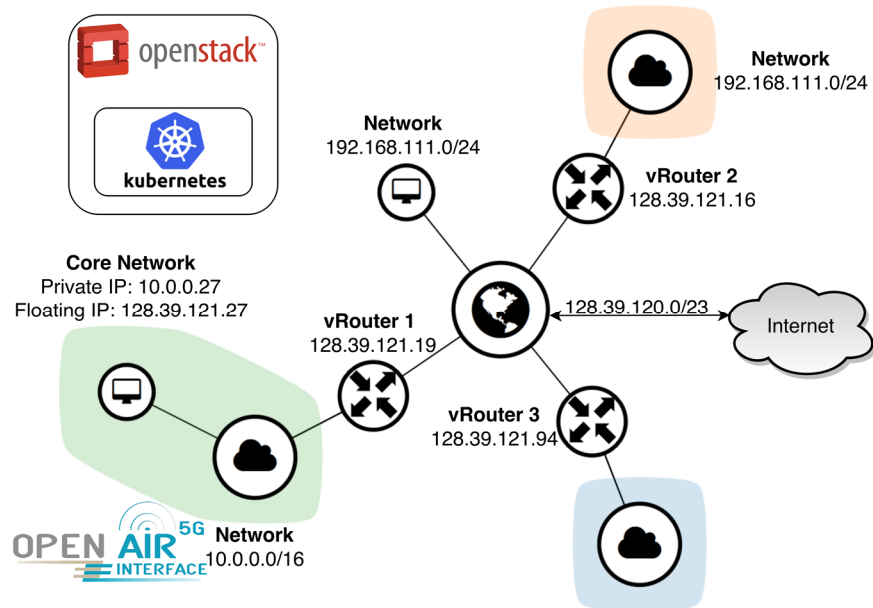 openstack™
kubernetes
Network
192.168.111.0/24
Network
192.168.111.0/24
vRouter 2
128.39.121.16
Core Network
Private IP: 10.0.0.27
Floating IP: 128.39.121.27
vRouter 1
128.39.121.19
128.39.120.0/23
Internet
vRouter 3
128.39.121.94
Network
10.0.0.0/16
OPEN AIR 5G
INTERFACE